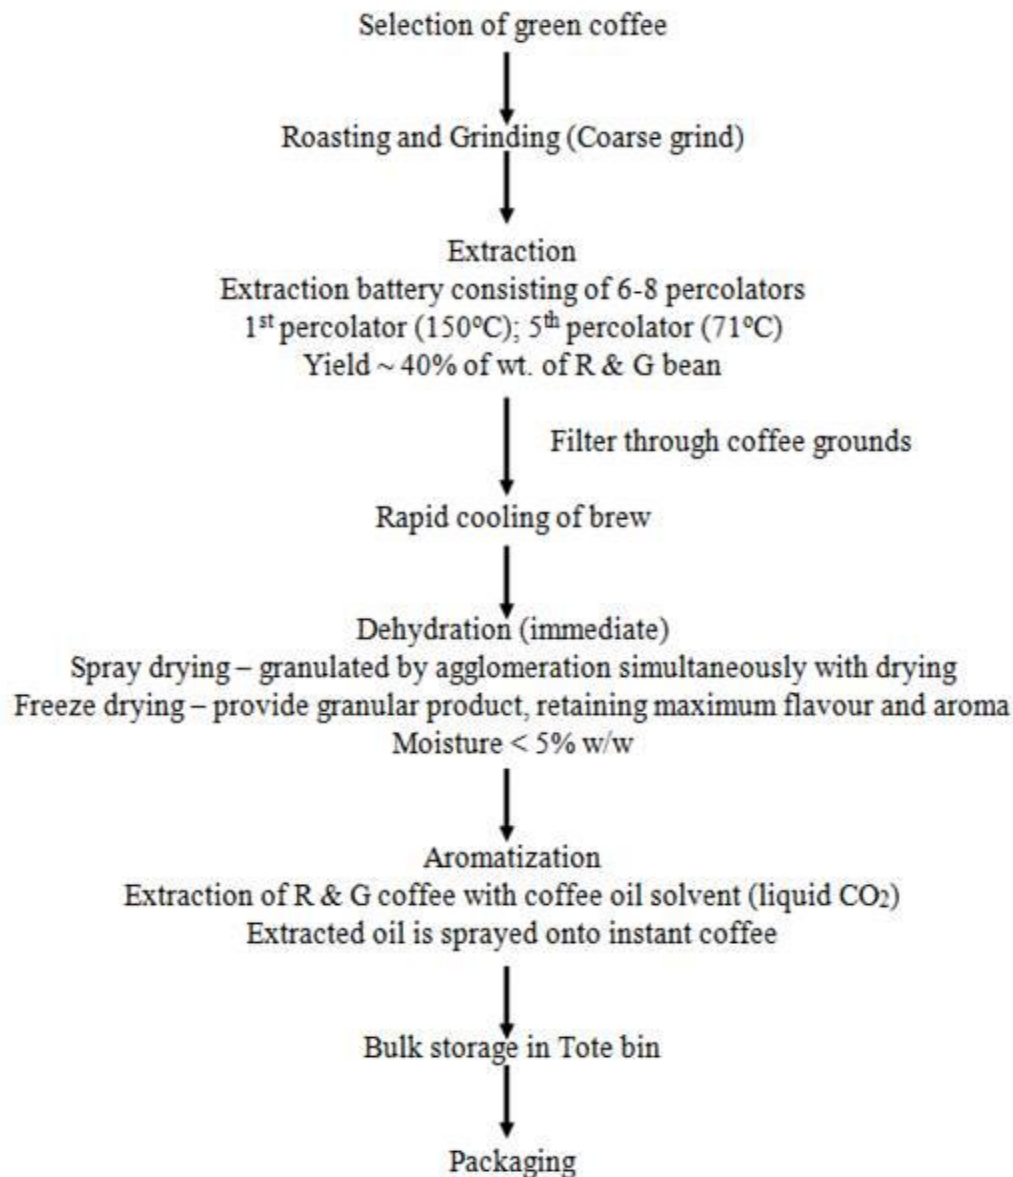 Selection of green coffee
Roasting and Grinding (Coarse grind)
Extraction
Extraction battery consisting of 6-8 percolators
1st percolator (150ºC); 5th percolator (71ºC)
Yield ~ 40% of wt. of R & G bean
Filter through coffee grounds
Rapid cooling of brew
Dehydration (immediate)
Spray drying – granulated by agglomeration simultaneously with drying
Freeze drying – provide granular product, retaining maximum flavour and aroma
Moisture < 5% w/w
Aromatization
Extraction of R & G coffee with coffee oil solvent (liquid CO₂)
Extracted oil is sprayed onto instant coffee
Bulk storage in Tote bin
Packaging